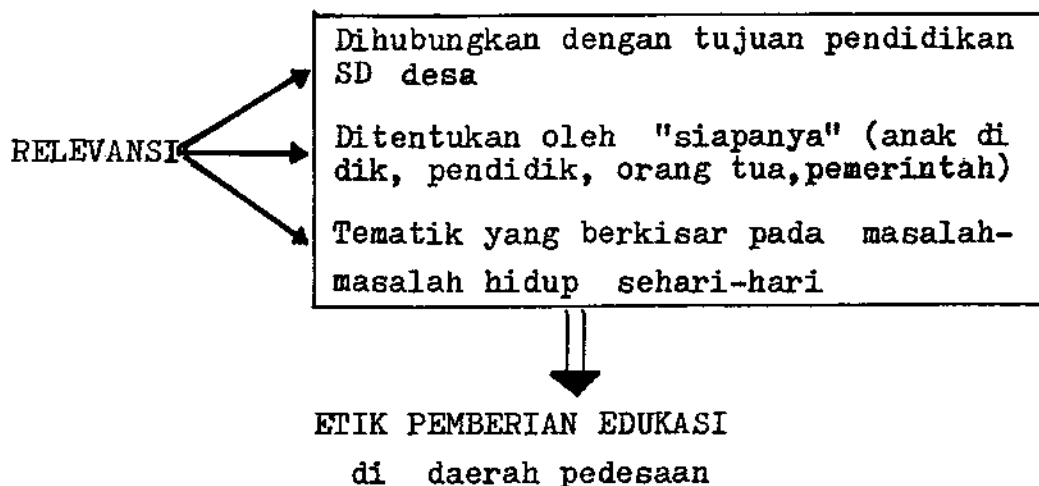 Dihubungkan dengan tujuan pendidikan
SD desa
RELEVANSI
Ditentukan oleh "siapanya" (anak di
dik, pendidik, orang tua,pemerintah)
Tematik yang berkisar pada masalah-
masalah hidup sehari-hari
ETIK PEMBERIAN EDUKASI
di daerah pedesaan